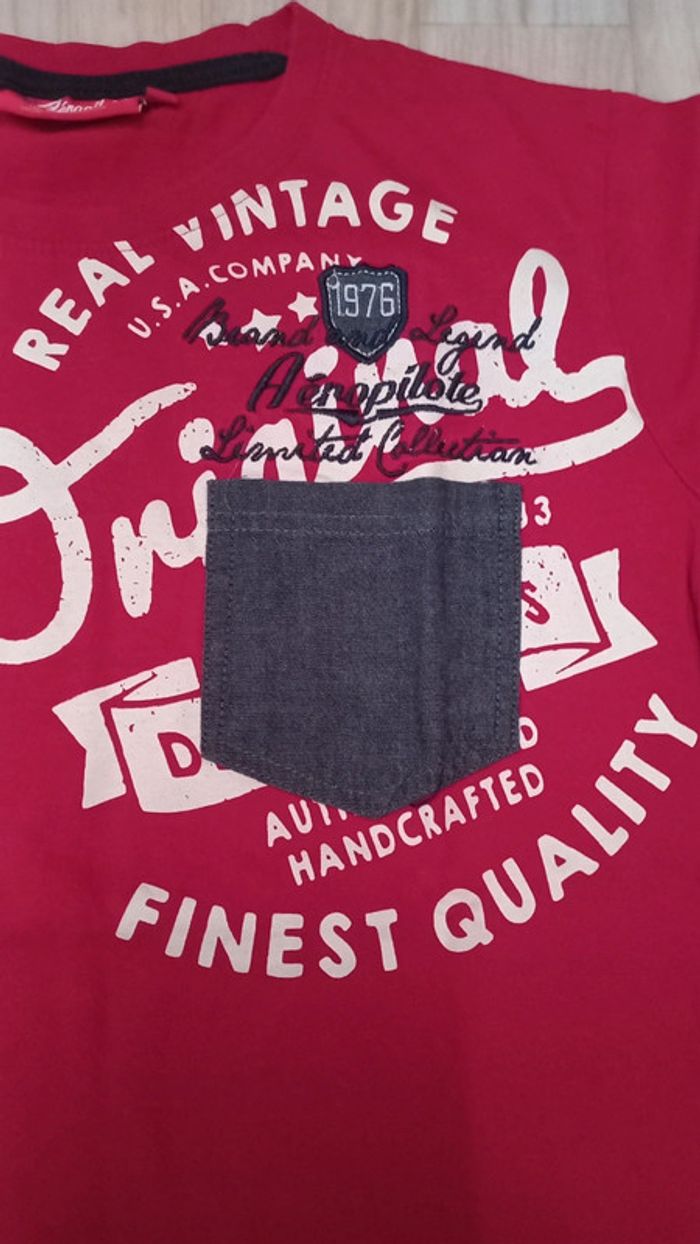 REAL VINTAGE
U.S.A. COMPANY
1976
Brand and Legend
Aéropilote
Limited Collection
Original
HANDCRAFTED
FINEST QUALITY